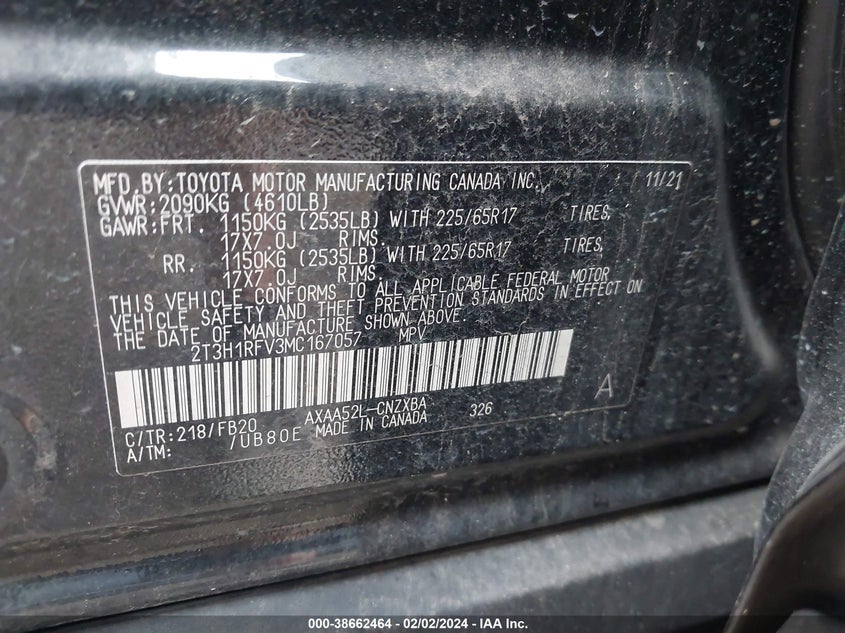 MFD.BY:TOYOTA MOTOR MANUFACTURING CANADA INC. 11/21
GVWR:2090KG (4610LB)
GAWR:FRT. 1150KG (2535LB) WITH 225/65R17 TIRES,
17X7.0J RIMS.
RR. 1150KG (2535LB) WITH 225/65R17 TIRES,
17X7.0J RIMS.
THIS VEHICLE CONFORMS TO ALL APPLICABLE FEDERAL MOTOR
VEHICLE SAFETY AND THEFT PREVENTION STANDARDS IN EFFECT ON
THE DATE OF MANUFACTURE SHOWN ABOVE.
2T3H1RFV3MC167057 MPV
A
C/TR:218/FB20 AXAA52L-CNZXBA 326
A/TM: /UB80E MADE IN CANADA
000-38662464 - 02/02/2024 - IAA Inc.